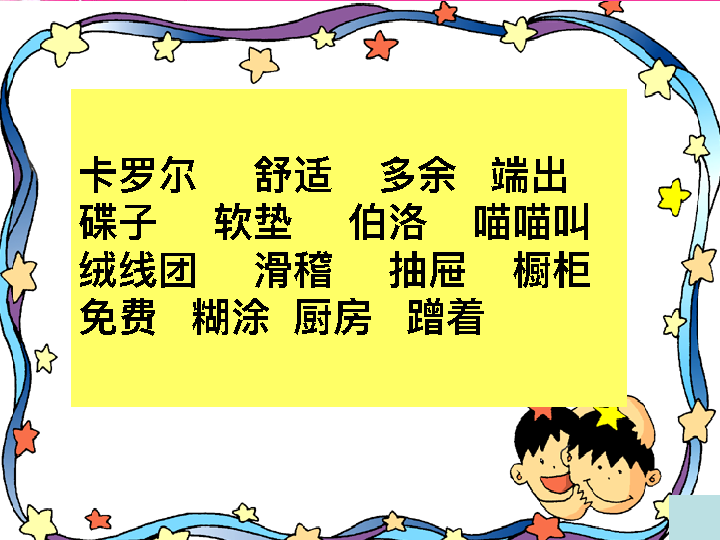 卡罗尔 舒适 多余 端出
碟子 软垫 伯洛 喵喵叫
绒线团 滑稽 抽屉 橱柜
免费 糊涂 厨房 蹭着